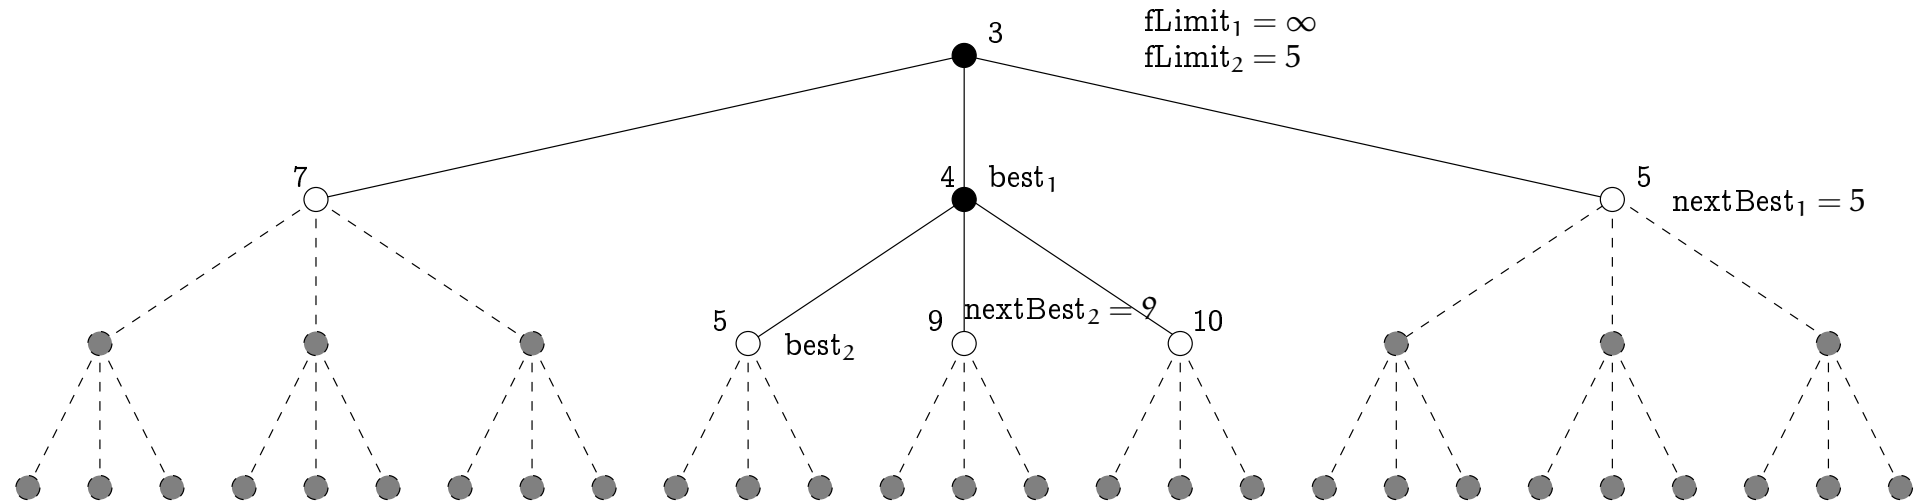 3
fLimit₁ = ∞
fLimit₂ = 5
7
4
best₁
5
nextBest₁ = 5
5
best₂
9
nextBest₂ = 9
10